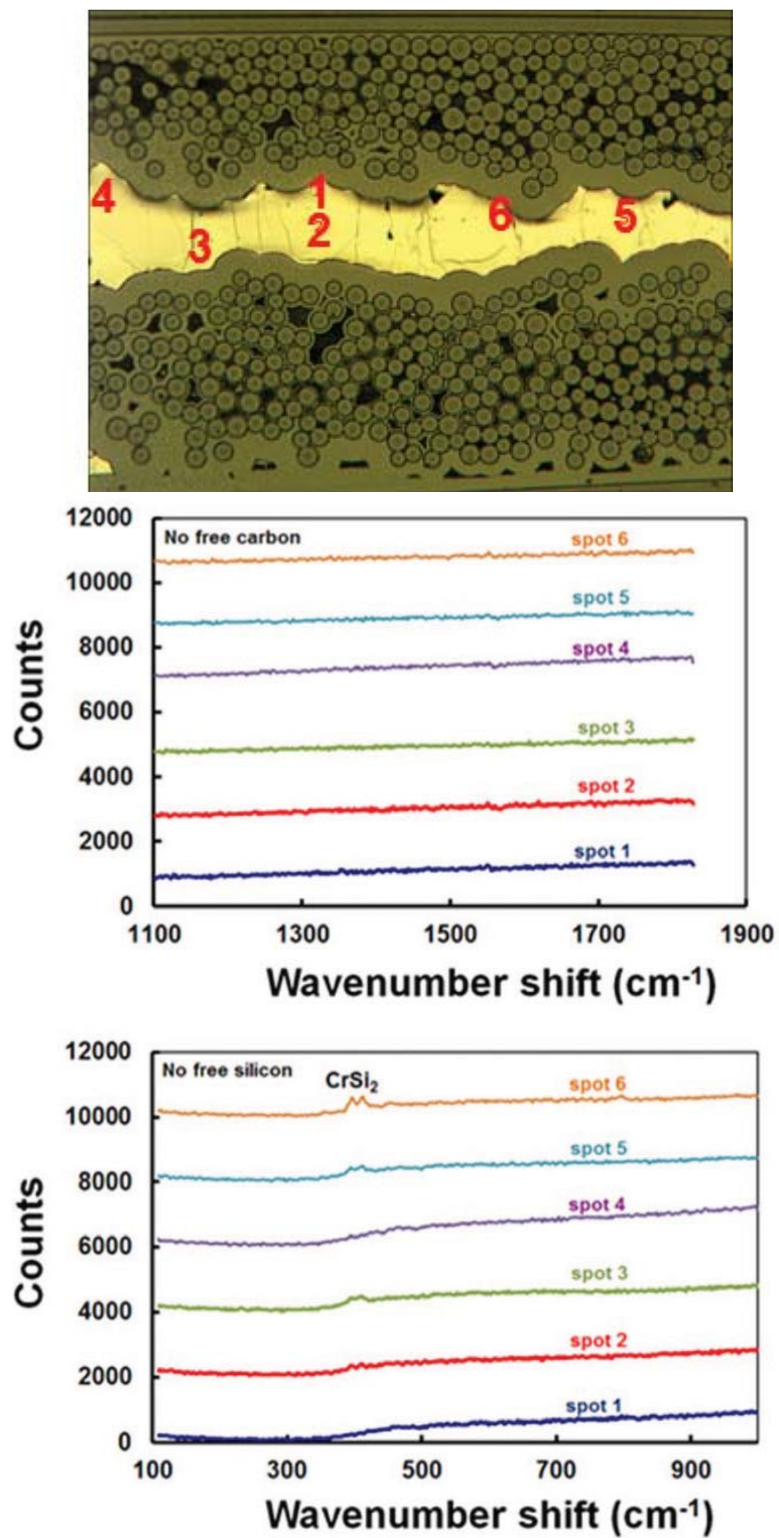 4
1
2
3
6
5
12000
No free carbon
spot 6
10000
spot 5
8000
spot 4
6000
spot 3
4000
spot 2
2000
spot 1
0
1100 1300 1500 1700 1900
Counts
Wavenumber shift (cm-1)
12000
No free silicon
CrSi2
spot 6
10000
spot 5
8000
spot 4
6000
spot 3
4000
spot 2
2000
spot 1
0
100 300 500 700 900
Counts
Wavenumber shift (cm-1)